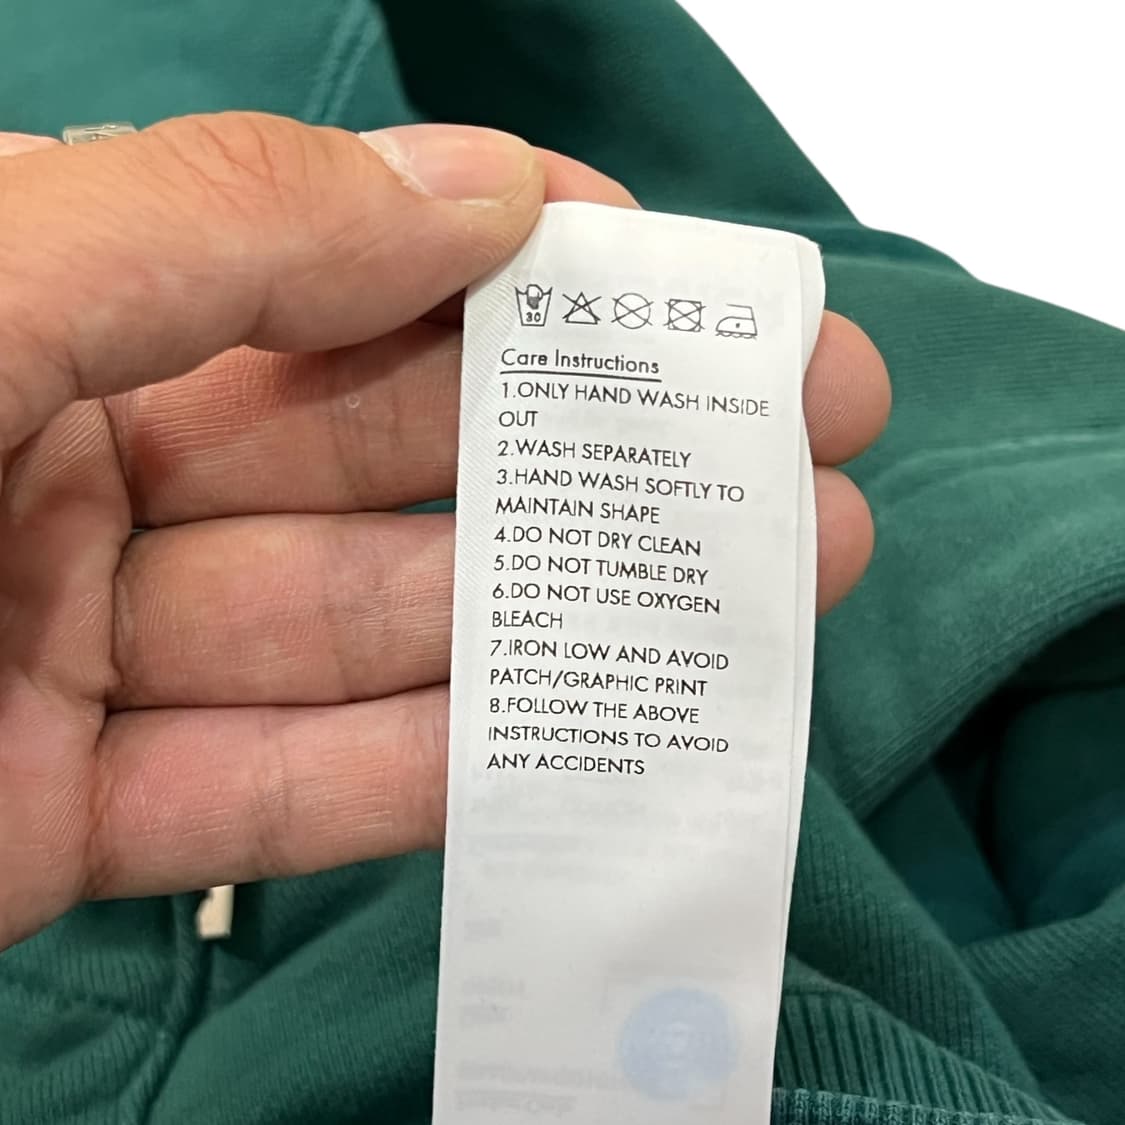 30
Care Instructions
1.ONLY HAND WASH INSIDE
OUT
2.WASH SEPARATELY
3.HAND WASH SOFTLY TO
MAINTAIN SHAPE
4.DO NOT DRY CLEAN
5.DO NOT TUMBLE DRY
6.DO NOT USE OXYGEN
BLEACH
7.IRON LOW AND AVOID
PATCH/GRAPHIC PRINT
8.FOLLOW THE ABOVE
INSTRUCTIONS TO AVOID
ANY ACCIDENTS